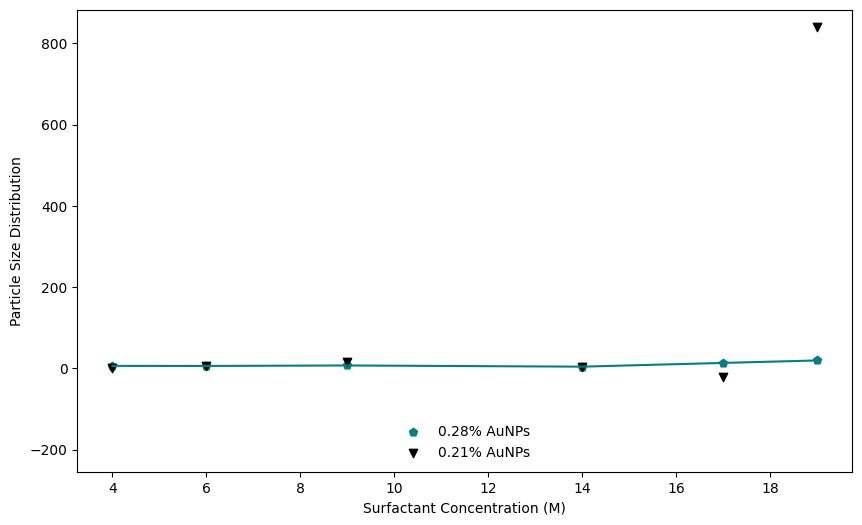 800
600
400
200
0
−200
4 6 8 10 12 14 16 18
Particle Size Distribution
Surfactant Concentration (M)
0.28% AuNPs
0.21% AuNPs